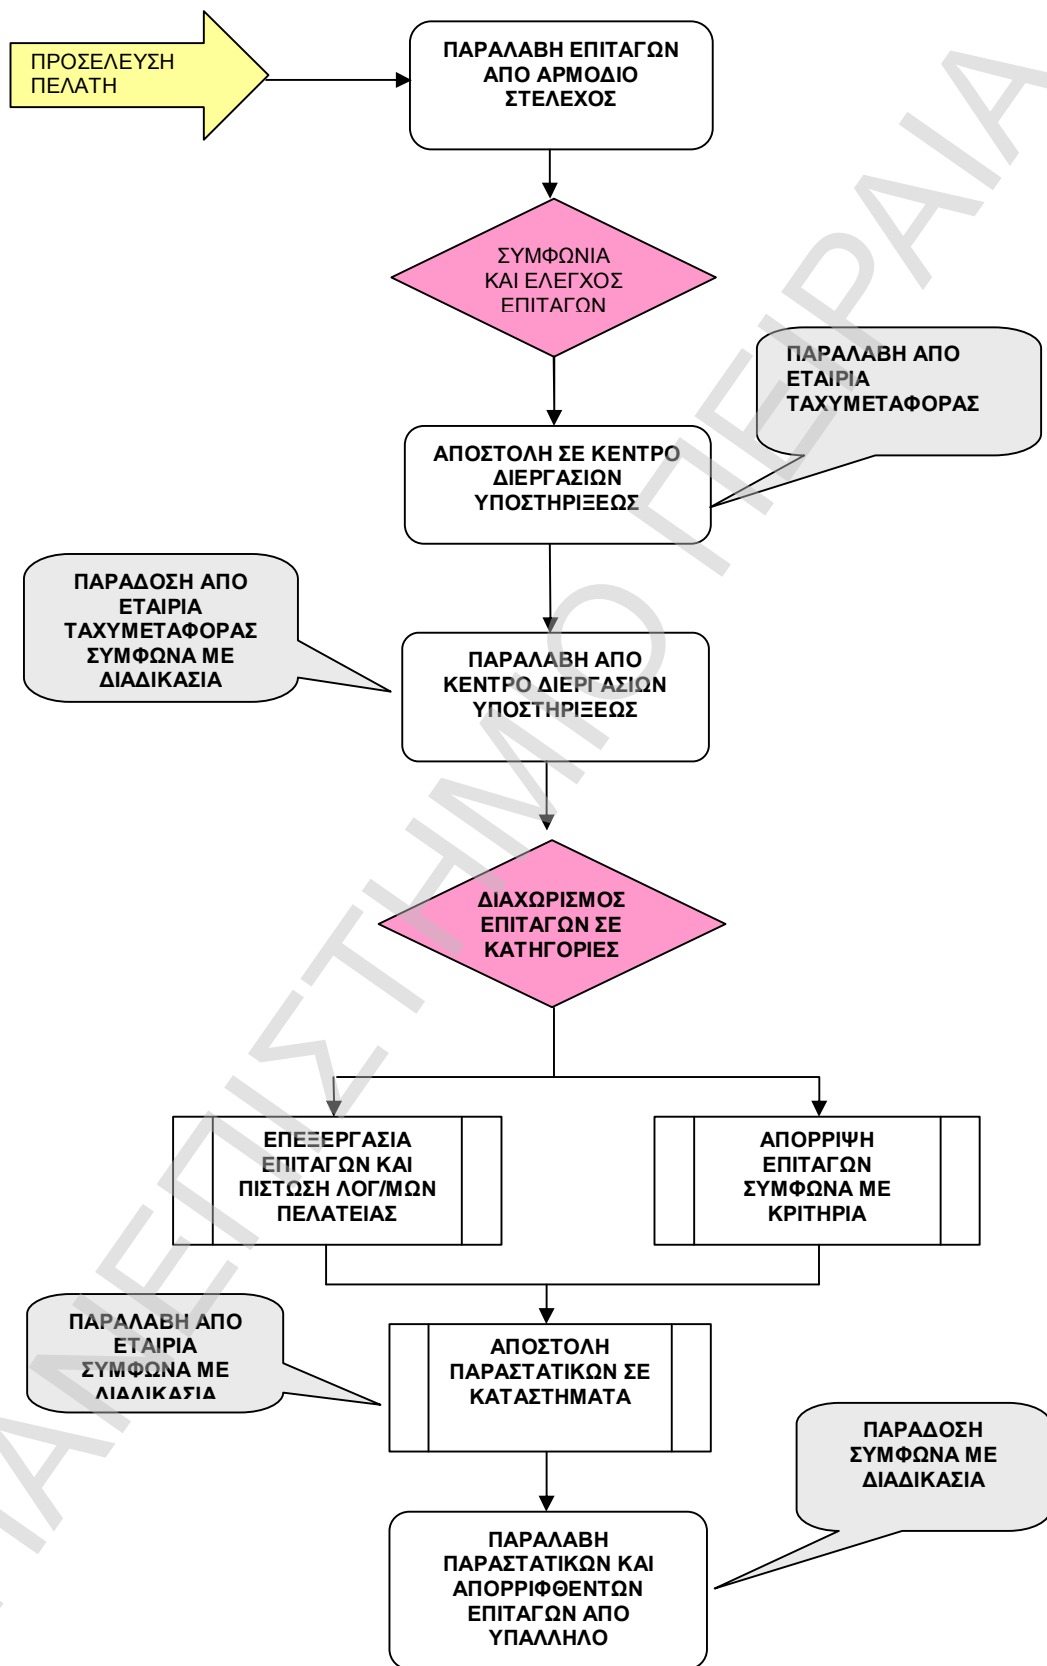 ΠΡΟΣΕΛΕΥΣΗ
ΠΕΛΑΤΗ
ΠΑΡΑΛΑΒΗ ΕΠΙΤΑΓΩΝ
ΑΠΟ ΑΡΜΟΔΙΟ
ΣΤΕΛΕΧΟΣ
ΣΥΜΦΩΝΙΑ
ΚΑΙ ΕΛΕΓΧΟΣ
ΕΠΙΤΑΓΩΝ
ΠΑΡΑΛΑΒΗ ΑΠΟ
ΕΤΑΙΡΙΑ
ΤΑΧΥΜΕΤΑΦΟΡΑΣ
ΑΠΟΣΤΟΛΗ ΣΕ ΚΕΝΤΡΟ
ΔΙΕΡΓΑΣΙΩΝ
ΥΠΟΣΤΗΡΙΞΕΩΣ
ΠΑΡΑΔΟΣΗ ΑΠΟ
ΕΤΑΙΡΙΑ
ΤΑΧΥΜΕΤΑΦΟΡΑΣ
ΣΥΜΦΩΝΑ ΜΕ
ΔΙΑΔΙΚΑΣΙΑ
ΠΑΡΑΛΑΒΗ ΑΠΟ
ΚΕΝΤΡΟ ΔΙΕΡΓΑΣΙΩΝ
ΥΠΟΣΤΗΡΙΞΕΩΣ
ΔΙΑΧΩΡΙΣΜΟΣ
ΕΠΙΤΑΓΩΝ ΣΕ
ΚΑΤΗΓΟΡΙΕΣ
ΕΠΕΞΕΡΓΑΣΙΑ
ΕΠΙΤΑΓΩΝ ΚΑΙ
ΠΙΣΤΩΣΗ ΛΟΓ/ΜΩΝ
ΠΕΛΑΤΕΙΑΣ
ΑΠΟΡΡΙΨΗ
ΕΠΙΤΑΓΩΝ
ΣΥΜΦΩΝΑ ΜΕ
ΚΡΙΤΗΡΙΑ
ΠΑΡΑΛΑΒΗ ΑΠΟ
ΕΤΑΙΡΙΑ
ΣΥΜΦΩΝΑ ΜΕ
ΔΙΑΔΙΚΑΣΙΑ
ΑΠΟΣΤΟΛΗ
ΠΑΡΑΣΤΑΤΙΚΩΝ ΣΕ
ΚΑΤΑΣΤΗΜΑΤΑ
ΠΑΡΑΔΟΣΗ
ΣΥΜΦΩΝΑ ΜΕ
ΔΙΑΔΙΚΑΣΙΑ
ΠΑΡΑΛΑΒΗ
ΠΑΡΑΣΤΑΤΙΚΩΝ ΚΑΙ
ΑΠΟΡΡΙΦΘΕΝΤΩΝ
ΕΠΙΤΑΓΩΝ ΑΠΟ
ΥΠΑΛΛΗΛΟ
ΠΑΝΕΠΙΣΤΗΜΙΟ ΠΕΙΡΑΙΑ